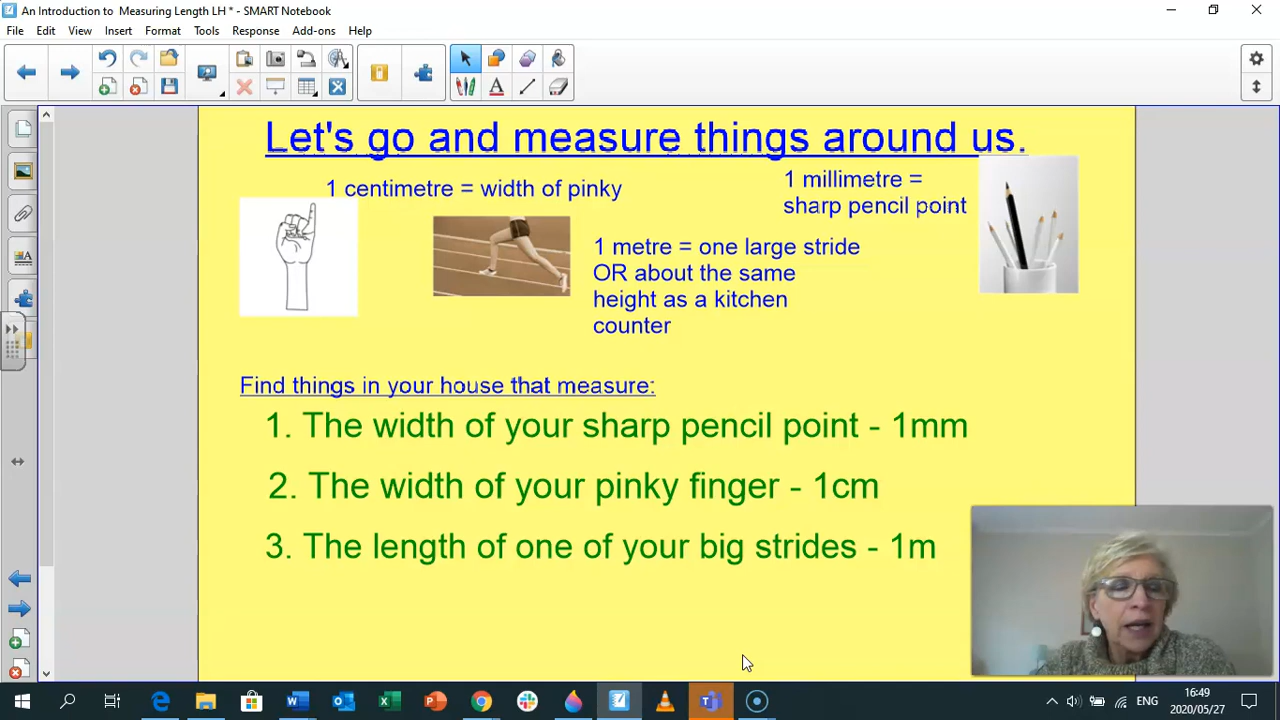 An Introduction to  Measuring Length LH * - SMART Notebook
File Edit View Insert Format Tools Response Add-ons Help
Let's go and measure things around us.
1 centimetre = width of pinky
1 millimetre =
sharp pencil point
1 metre = one large stride
OR about the same
height as a kitchen
counter
Find things in your house that measure:
1. The width of your sharp pencil point - 1mm
2. The width of your pinky finger - 1cm
3. The length of one of your big strides - 1m
ENG
16:49
2020/05/27